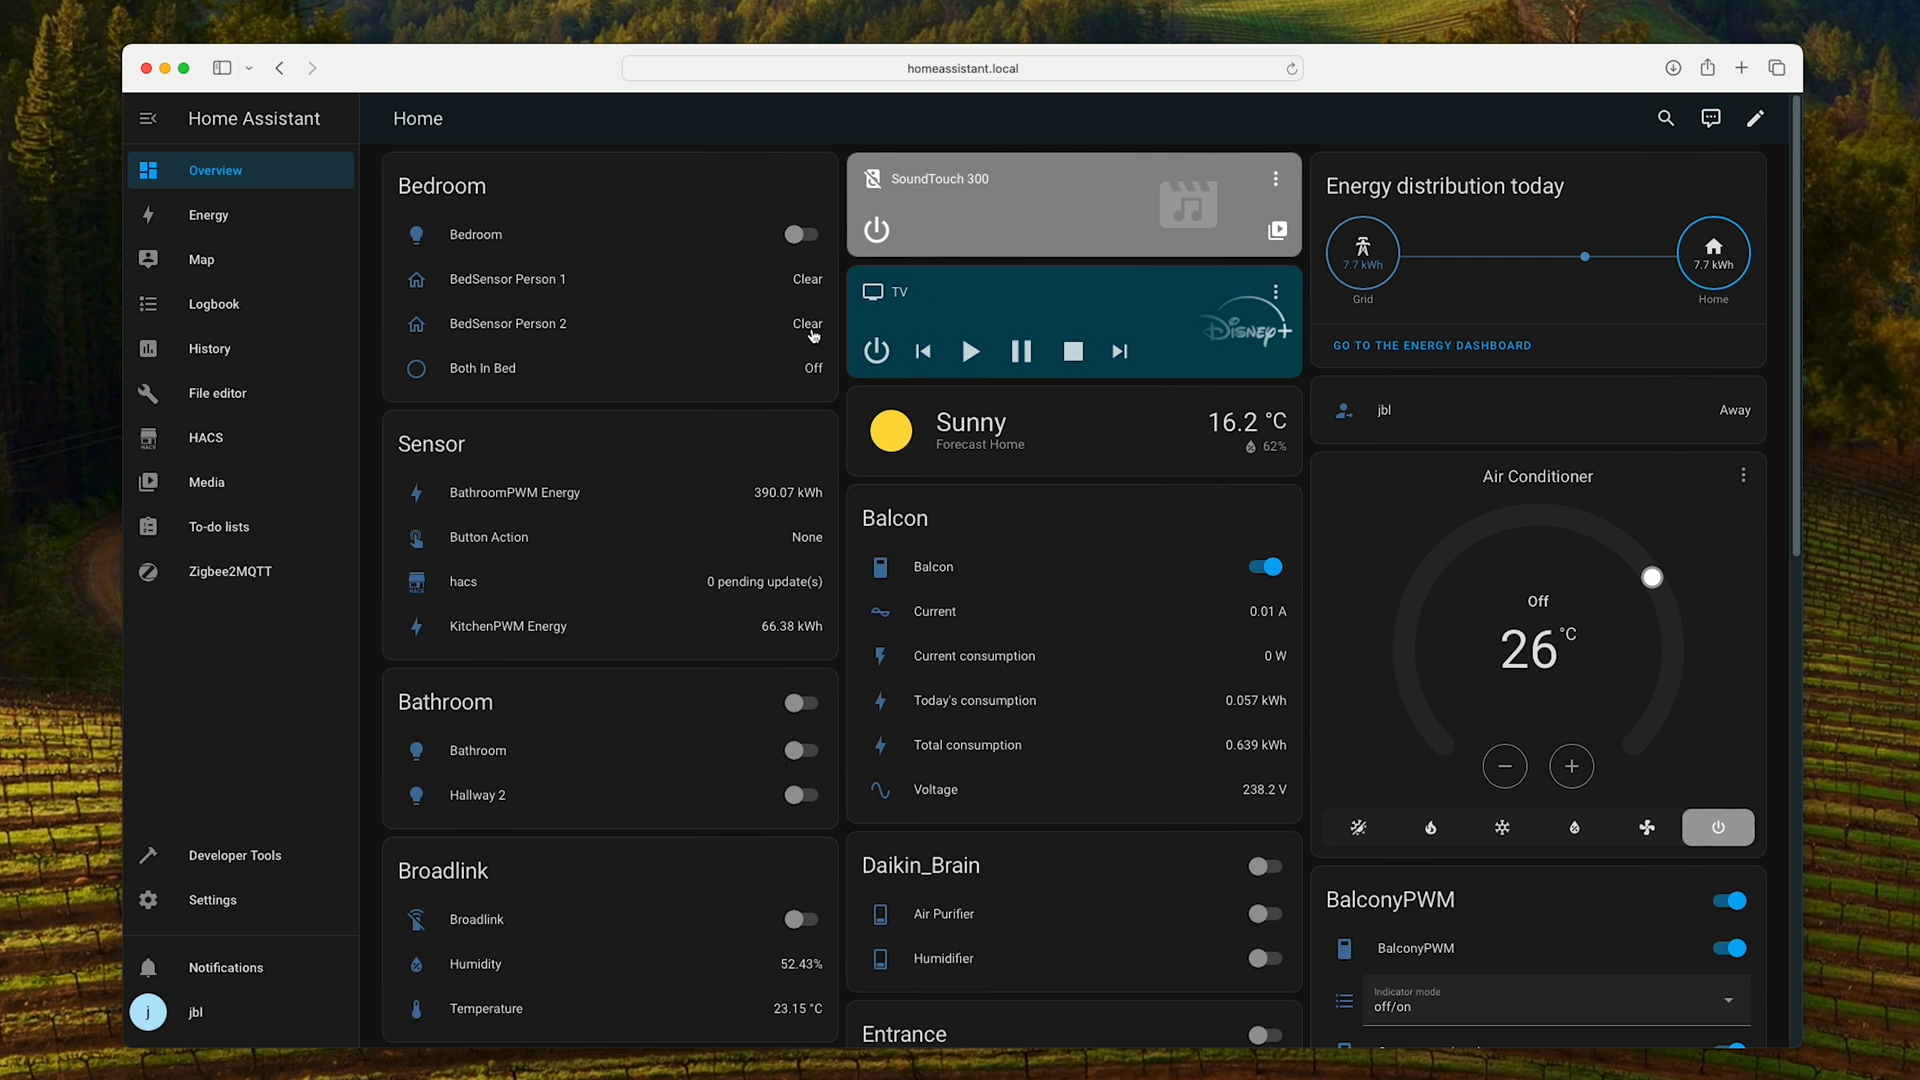 homeassistant.local
Home Assistant
Home
Overview
Energy
Map
Logbook
History
File editor
HACS
HACS
Media
To-do lists
Zigbee2MQTT
Developer Tools
Settings
Notifications
j
jbl
Bedroom
Bedroom
BedSensor Person 1 Clear
BedSensor Person 2 Clear
Both In Bed Off
Sensor
BathroomPWM Energy 390.07 kWh
Button Action None
HACS
hacs 0 pending update(s)
KitchenPWM Energy 66.38 kWh
Bathroom
Bathroom
Hallway 2
Broadlink
Broadlink
Humidity 52.43%
Temperature 23.15 °C
SoundTouch 300
TV
Disney+
Sunny 16.2 °C
Forecast Home 62%
Balcon
Balcon
Current 0.01 A
Current consumption 0 W
Today's consumption 0.057 kWh
Total consumption 0.639 kWh
Voltage 238.2 V
Daikin_Brain
Air Purifier
Humidifier
Entrance
Energy distribution today
7.7 kWh 7.7 kWh
Grid Home
GO TO THE ENERGY DASHBOARD
jbl Away
Air Conditioner
Off
26 °C
BalconyPWM
BalconyPWM
Indicator mode
off/on